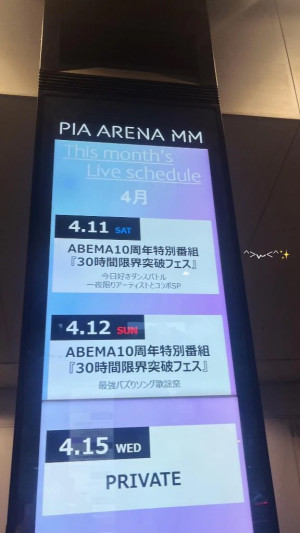 PIA ARENA MM
This month's
Live schedule
4月
4.11 SAT
ABEMA10周年特別番組
『30時間限界突破フェス』
今日好きダンスバトル
一夜限りアーティストとコラボSP
^>⩊<^✨
4.12 SUN
ABEMA10周年特別番組
『30時間限界突破フェス』
最強バズりソング歌謡祭
4.15 WED
PRIVATE